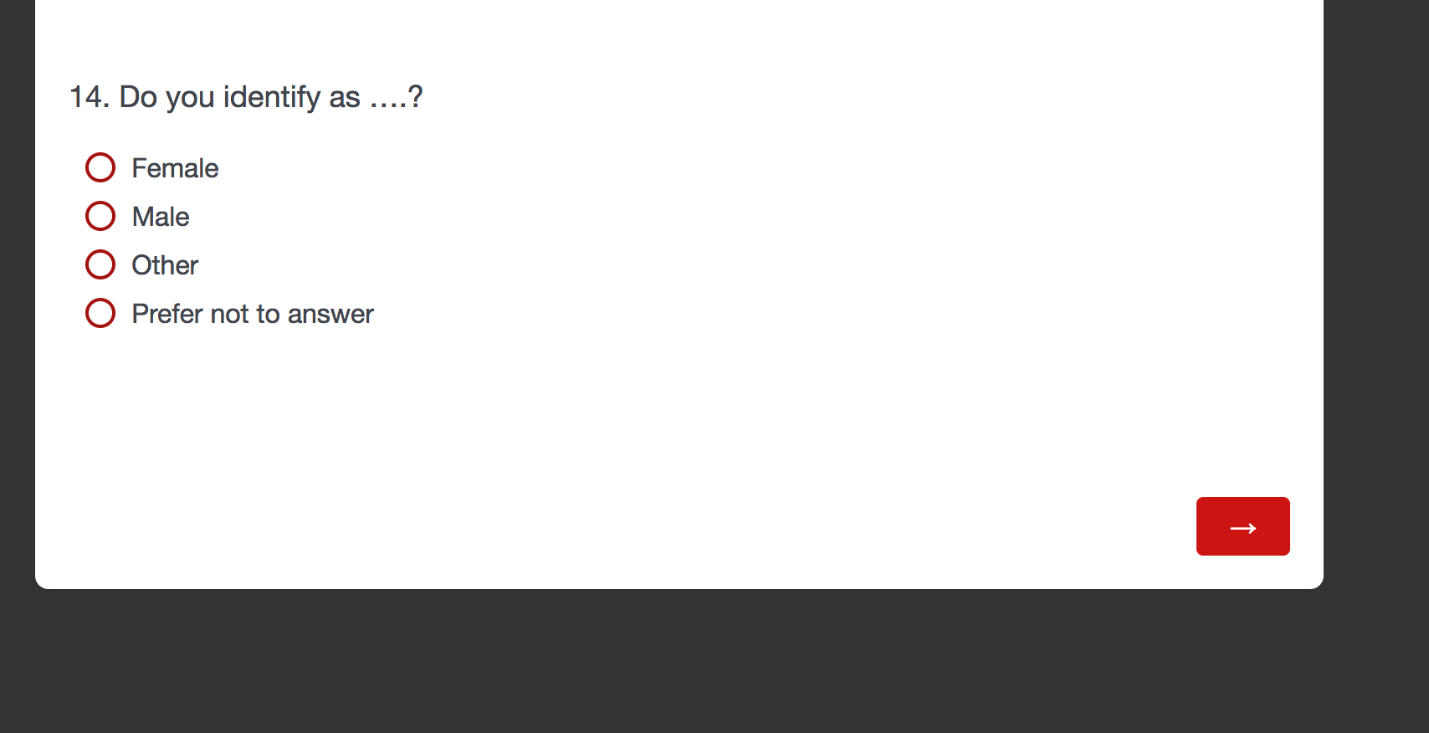 14. Do you identify as ....?
Female
Male
Other
Prefer not to answer
→